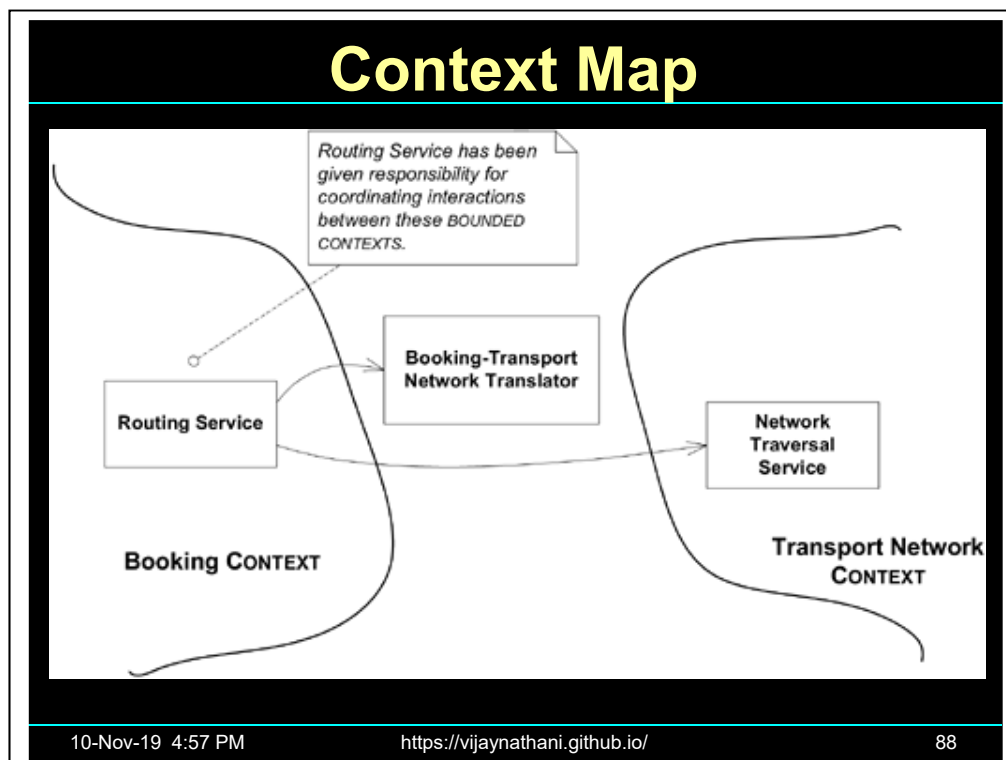 Context Map
Routing Service has been
given responsibility for
coordinating interactions
between these BOUNDED
CONTEXTS.
Booking-Transport
Network Translator
Routing Service
Network
Traversal
Service
Booking CONTEXT
Transport Network
CONTEXT
10-Nov-19 4:57 PM https://vijaynathani.github.io/ 88